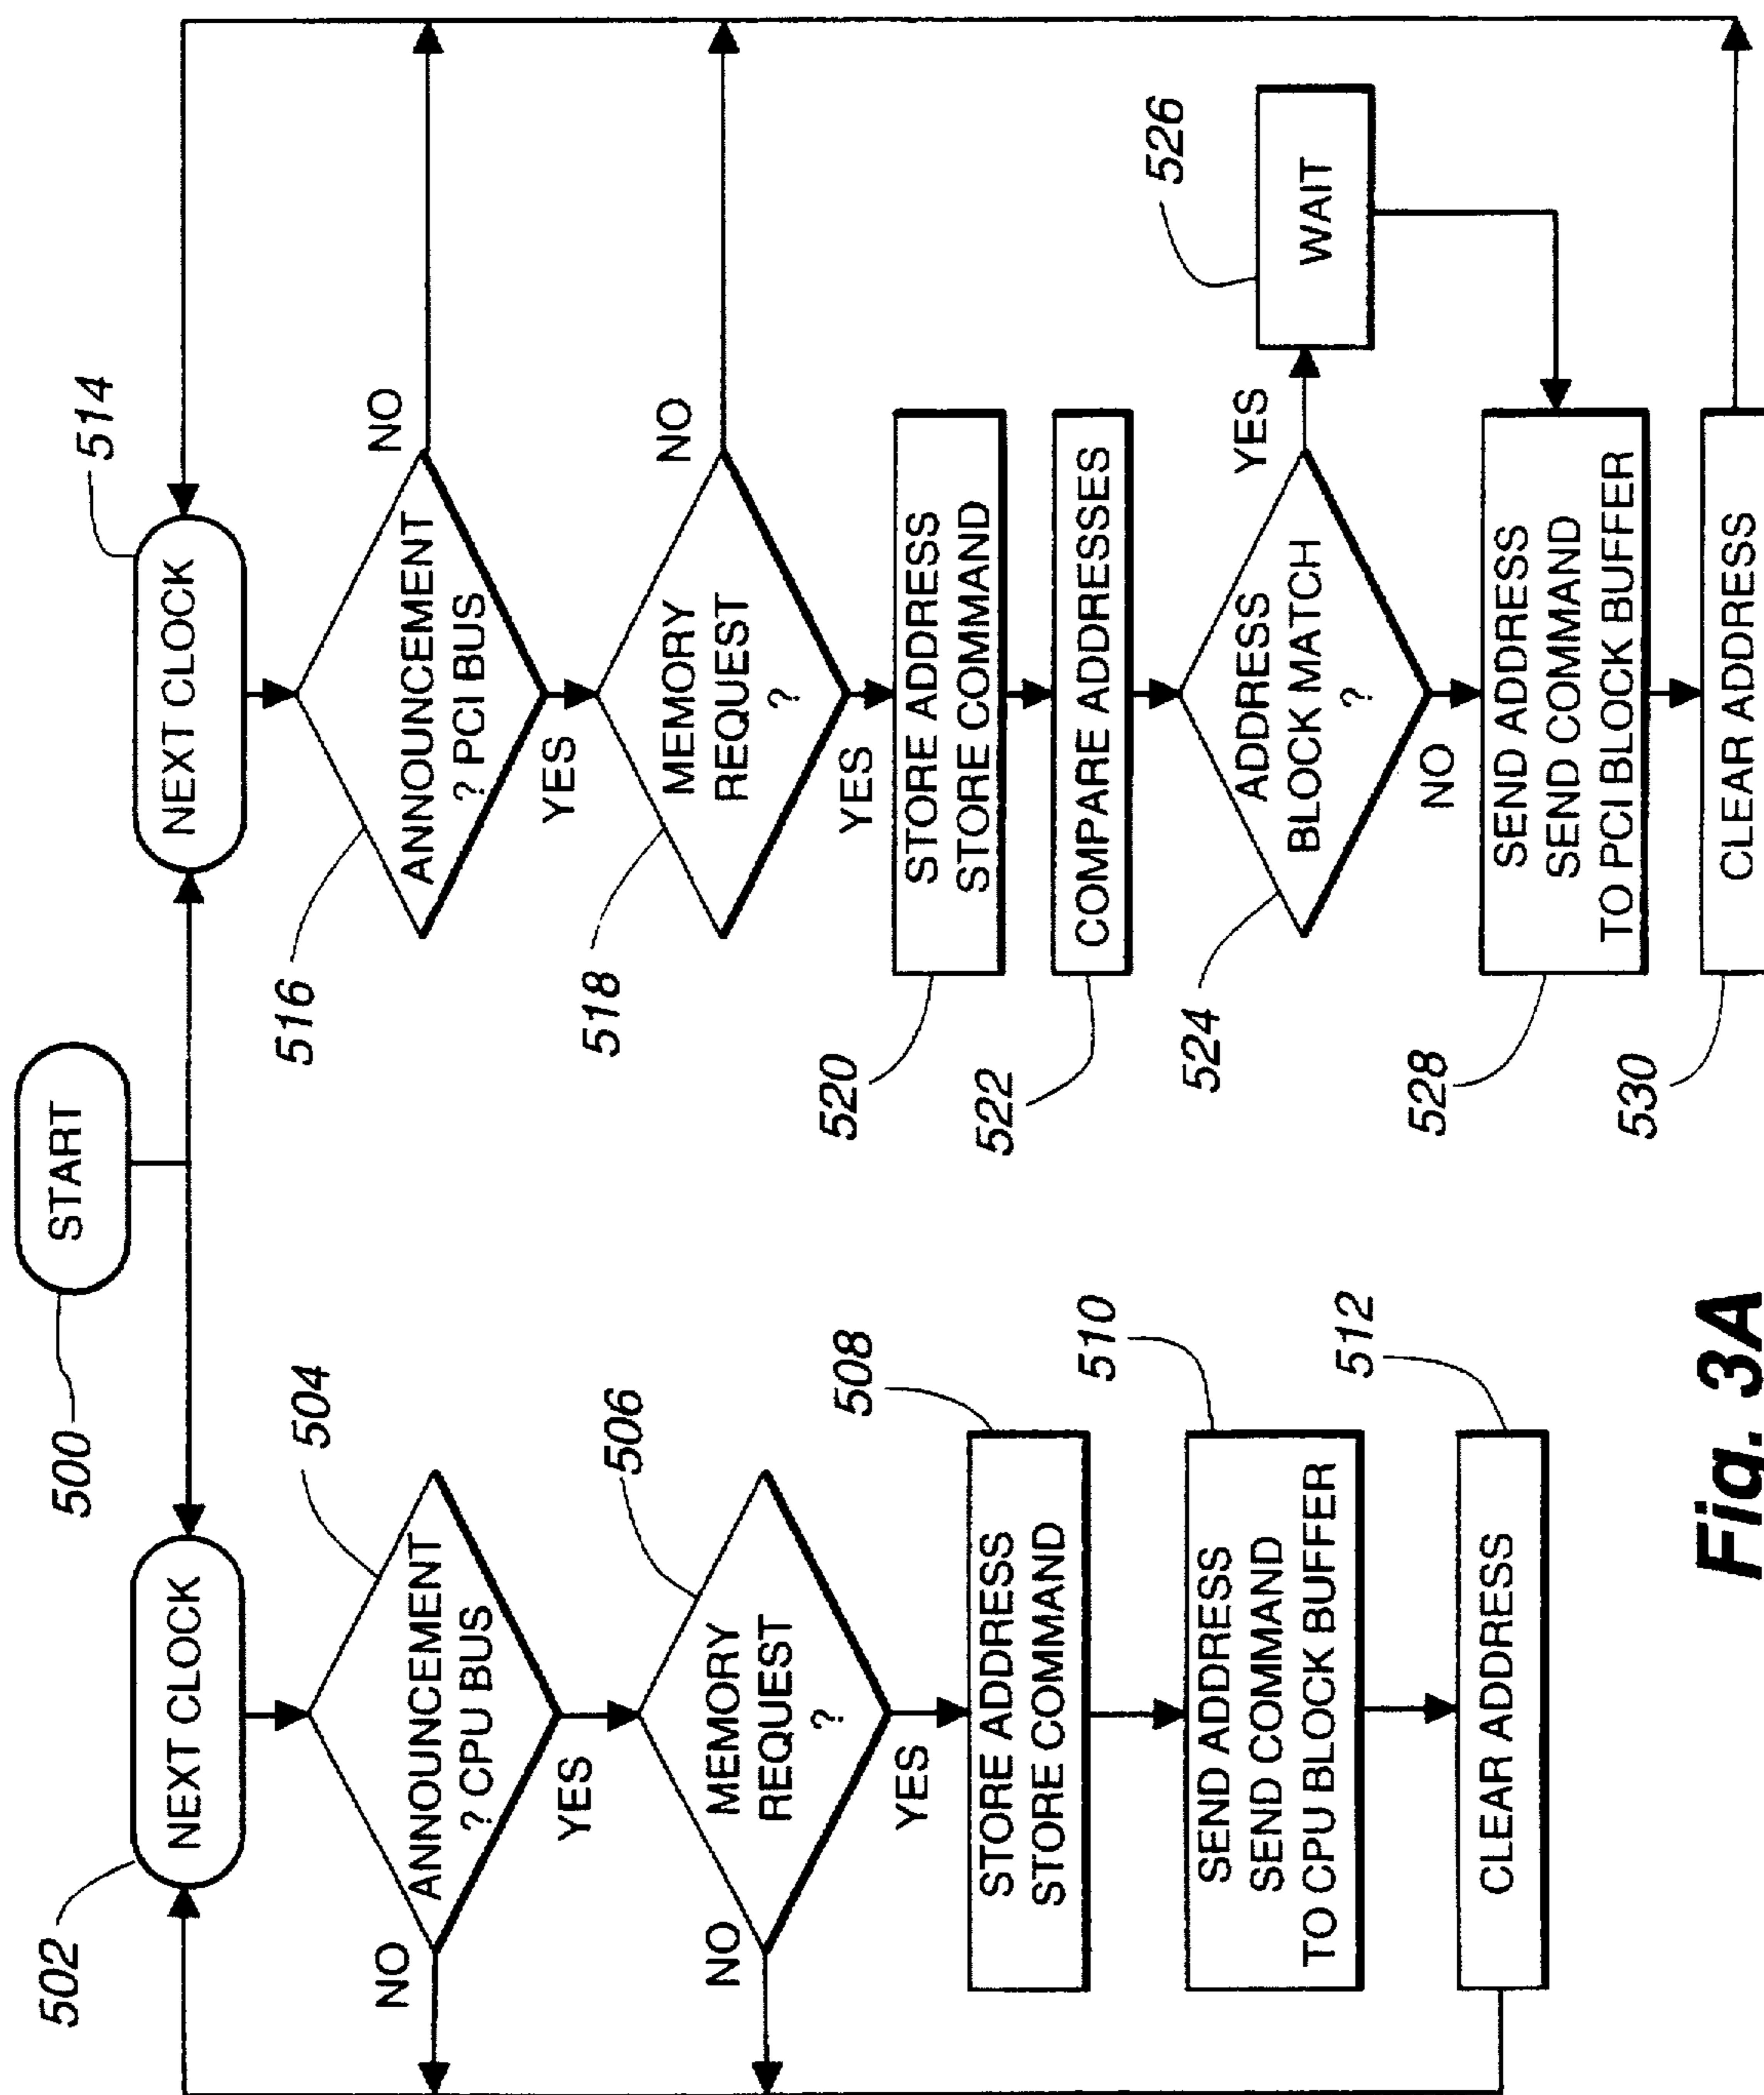 START
500
502
NEXT CLOCK
504
ANNOUNCEMENT
? CPU BUS
NO
YES
506
MEMORY
REQUEST
?
NO
YES
508
STORE ADDRESS
STORE COMMAND
510
SEND ADDRESS
SEND COMMAND
TO CPU BLOCK BUFFER
512
CLEAR ADDRESS
514
NEXT CLOCK
516
ANNOUNCEMENT
? PCI BUS
NO
YES
518
MEMORY
REQUEST
?
NO
YES
520
STORE ADDRESS
STORE COMMAND
522
COMPARE ADDRESSES
524
ADDRESS
BLOCK MATCH
?
YES
NO
526
WAIT
528
SEND ADDRESS
SEND COMMAND
TO PCI BLOCK BUFFER
530
CLEAR ADDRESS
Fig. 3A